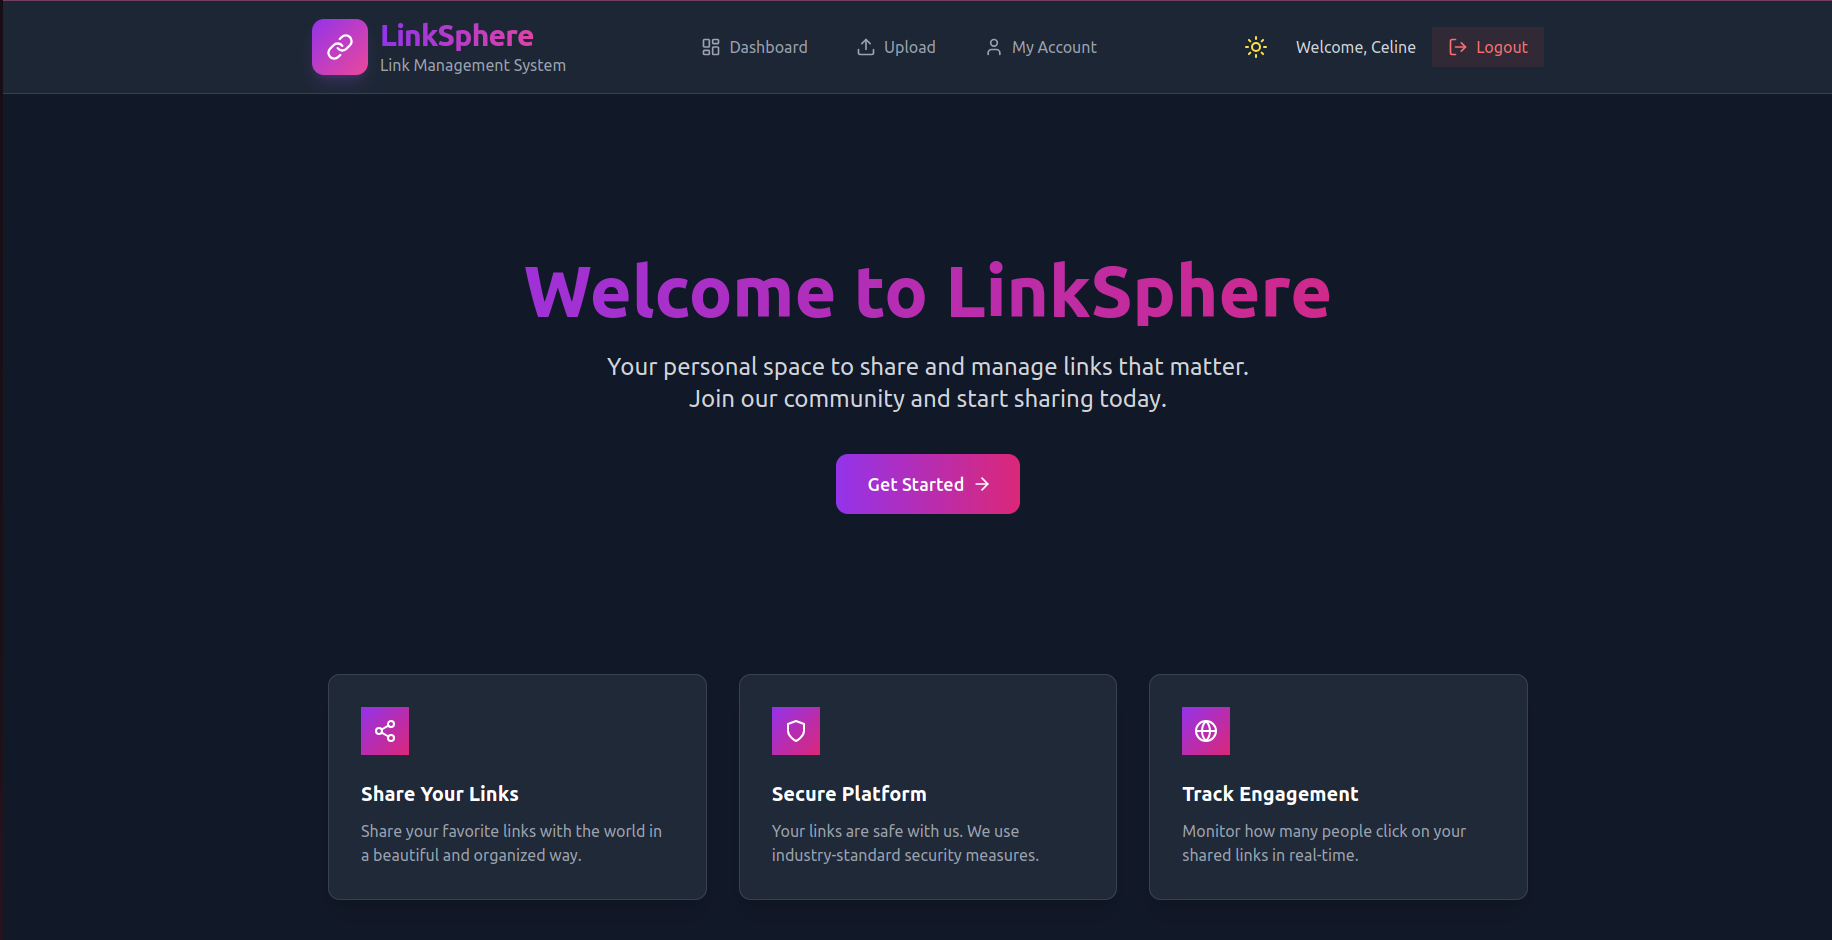 LinkSphere
Link Management System
Dashboard
Upload
My Account
Welcome, Celine
Logout
Welcome to LinkSphere
Your personal space to share and manage links that matter.
Join our community and start sharing today.
Get Started
Share Your Links
Share your favorite links with the world in
a beautiful and organized way.
Secure Platform
Your links are safe with us. We use
industry-standard security measures.
Track Engagement
Monitor how many people click on your
shared links in real-time.